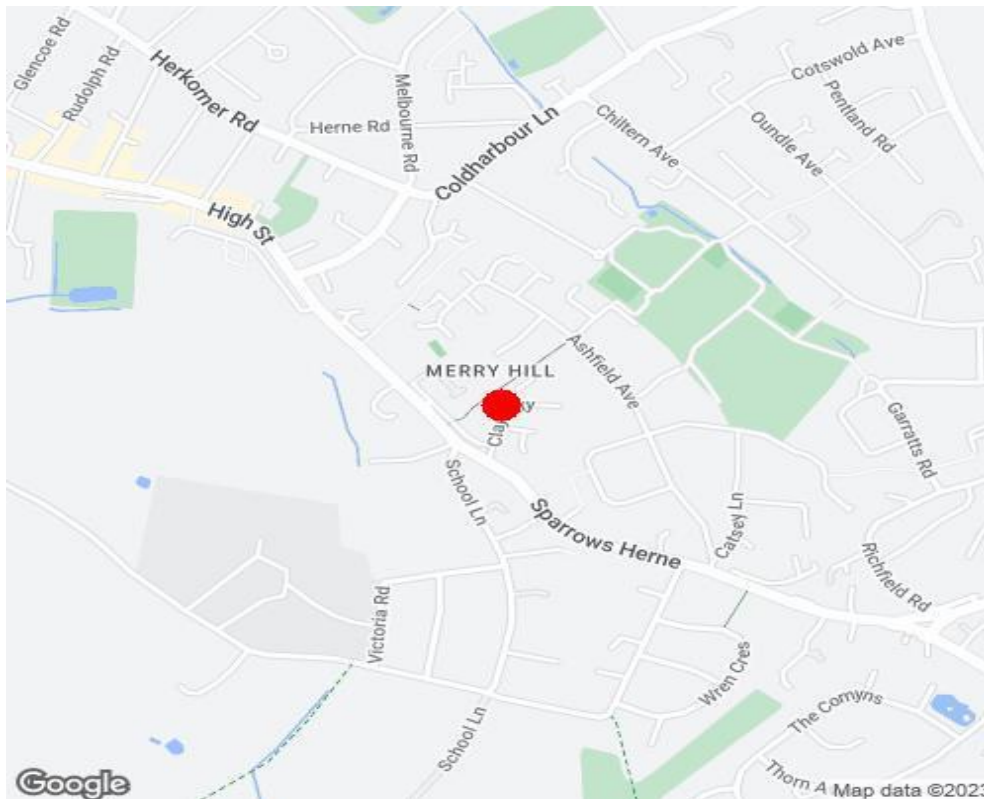 Glencoe Rd
Rudolph Rd
Herkomer Rd
Melbourne Rd
Herne Rd
Coldharbour Ln
Cotswold Ave
Pentland Rd
Oundle Ave
Chiltern Ave
High St
MERRY HILL
Ashfield Ave
Garratts Rd
School Ln
Sparrows Herne
Catsey Ln
Richfield Rd
Victoria Rd
Wren Cres
School Ln
The Comyns
Thorn A
Google
Map data ©2023